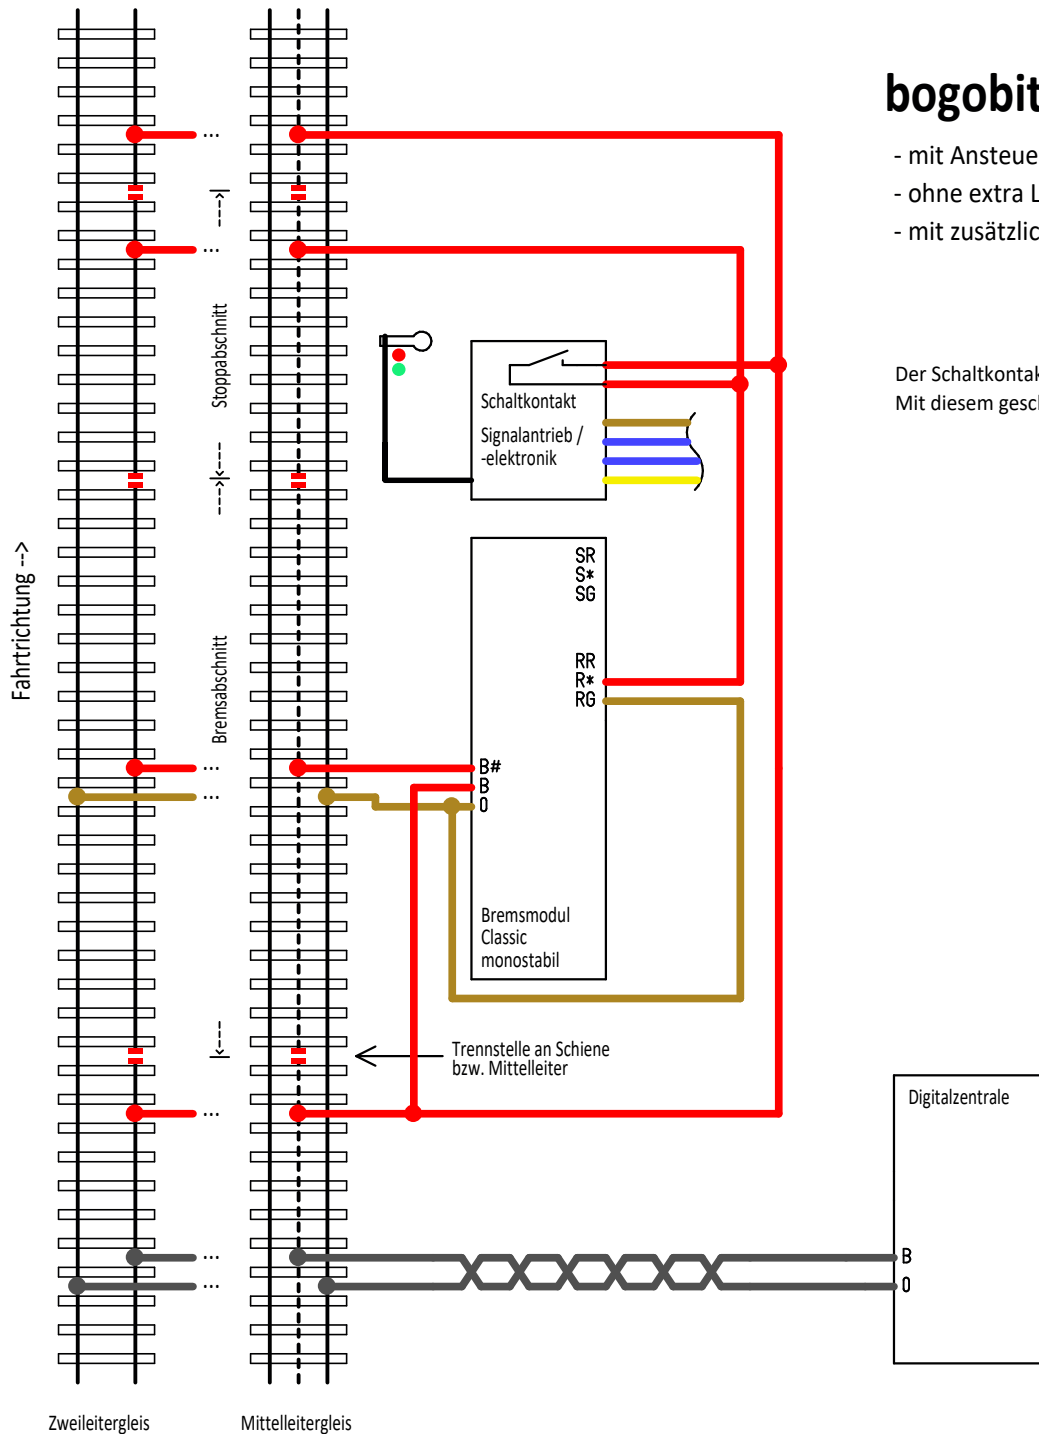 bogobit
- mit Ansteue
- ohne extra L
- mit zusätzlic
Der Schaltkontak
Mit diesem gesch
...
...
Stoppabschnitt
Schaltkontakt
Signalantrieb /
-elektronik
Fahrtrichtung -->
SR
S*
SG
RR
R*
RG
Bremsabschnitt
...
...
B#
B
0
Bremsmodul
Classic
monostabil
Trennstelle an Schiene
bzw. Mittelleiter
...
Digitalzentrale
...
...
B
0
Zweileitergleis
Mittelleitergleis